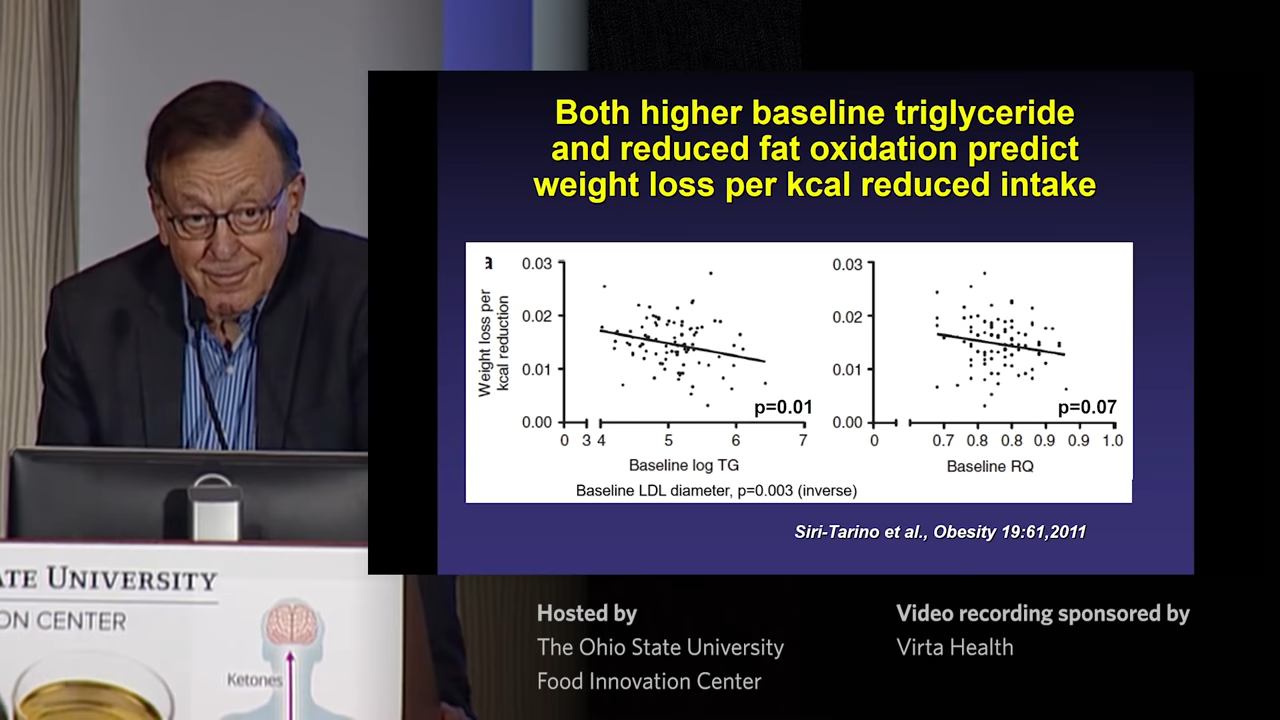 Both higher baseline triglyceride
and reduced fat oxidation predict
weight loss per kcal reduced intake
a
Weight loss per
kcal reduction
0.03
0.02
0.01
0.00
0 3 4 5 6 7
p=0.01
Baseline log TG
0.03
0.02
0.01
0.00
0 0.7 0.8 0.8 0.9 0.9 1.0
p=0.07
Baseline RQ
Baseline LDL diameter, p=0.003 (inverse)
Siri-Tarino et al., Obesity 19:61,2011
ATE UNIVERSITY
ON CENTER
Ketones
Hosted by
The Ohio State University
Food Innovation Center
Video recording sponsored by
Virta Health